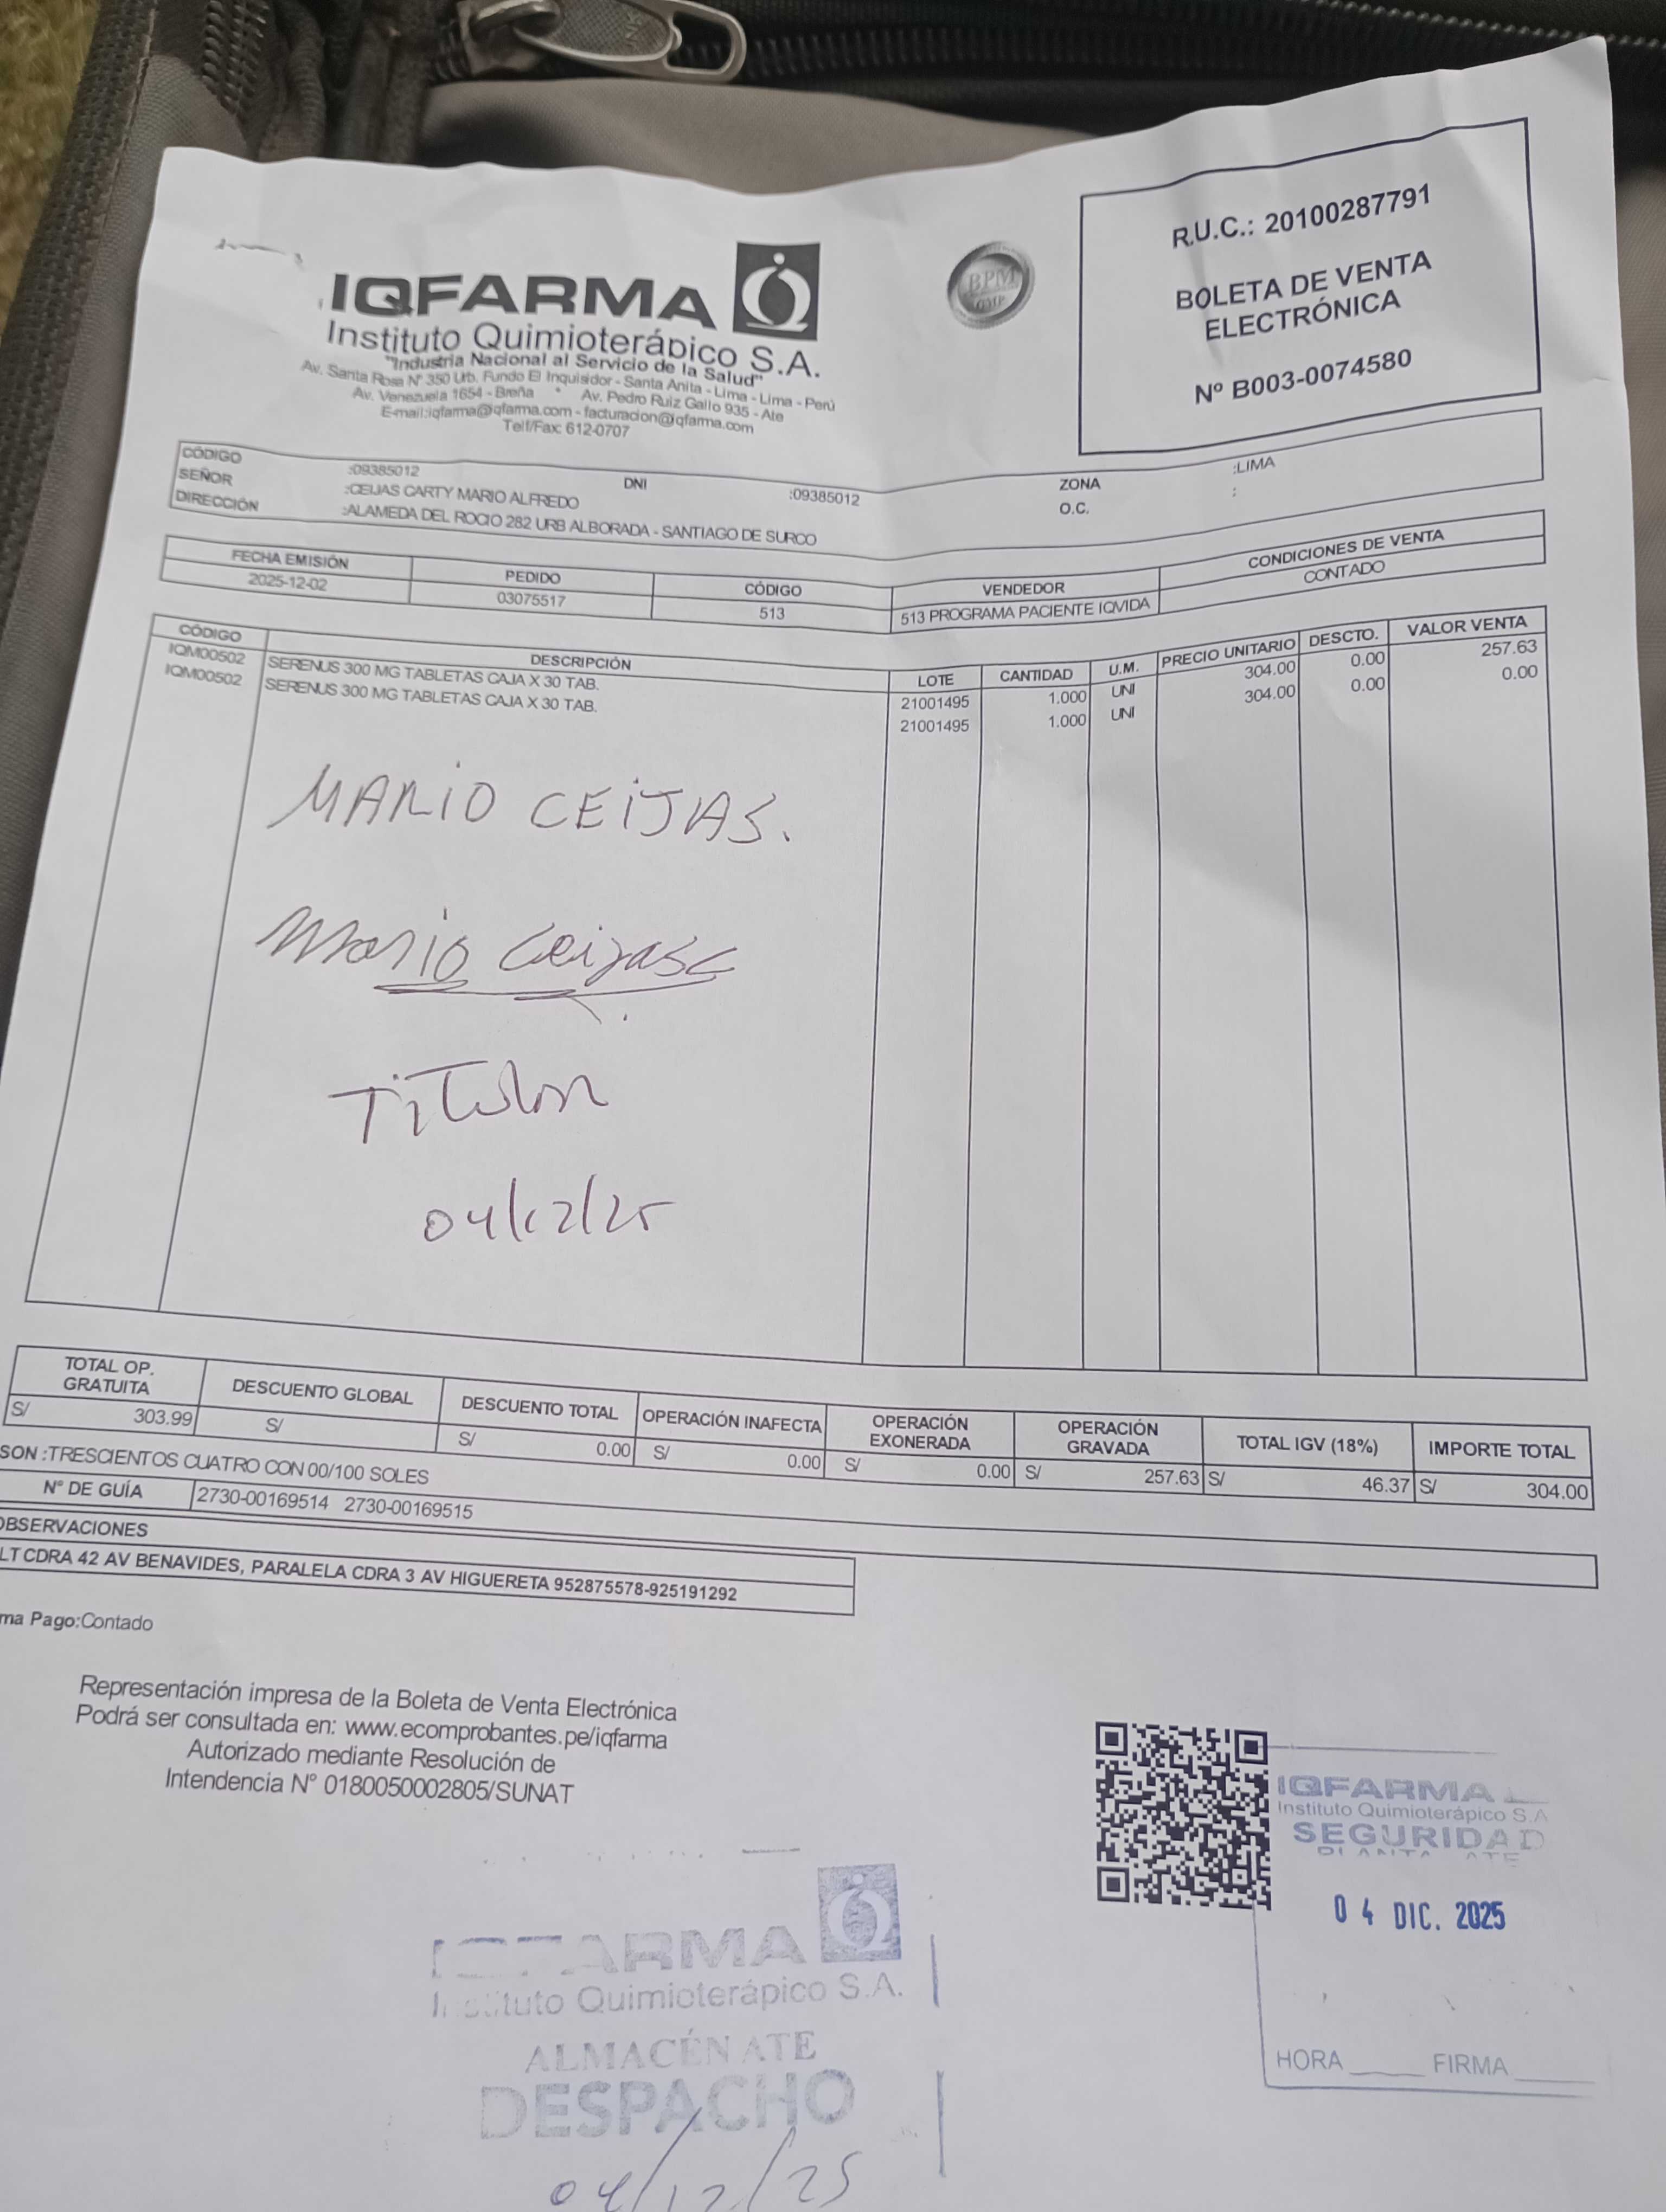 IQFARMA
Instituto Quimioterápico S.A.
"Industria Nacional al Servicio de la Salud"
Av. Santa Rosa N° 350 Urb. Fundo El Inquisidor - Santa Anita - Lima - Lima - Perú
Av. Venezuela 1654 - Breña * Av. Pedro Ruiz Gallo 935 - Ate
E-mail:iqfarma@iqfarma.com - facturacion@iqfarma.com
Telf/Fax: 612-0707
BPM
GMP
R.U.C.: 20100287791
BOLETA DE VENTA
ELECTRÓNICA
Nº B003-0074580
CÓDIGO :09385012 DNI :09385012 ZONA :LIMA
SEÑOR :CEIJAS CARTY MARIO ALFREDO O.C. :
DIRECCIÓN :ALAMEDA DEL ROCIO 282 URB ALBORADA - SANTIAGO DE SURCO
FECHA EMISIÓN PEDIDO CÓDIGO VENDEDOR CONDICIONES DE VENTA
2025-12-02 03075517 513 513 PROGRAMA PACIENTE IQVIDA CONTADO
CÓDIGO DESCRIPCIÓN LOTE CANTIDAD U.M. PRECIO UNITARIO DESCTO. VALOR VENTA
IQM00502 SERENUS 300 MG TABLETAS CAJA X 30 TAB. 21001495 1.000 UNI 304.00 0.00 257.63
IQM00502 SERENUS 300 MG TABLETAS CAJA X 30 TAB. 21001495 1.000 UNI 304.00 0.00 0.00
MARIO CEIJAS.
Mario Ceijasc
Titular
04/12/25
TOTAL OP. GRATUITA DESCUENTO GLOBAL DESCUENTO TOTAL OPERACIÓN INAFECTA OPERACIÓN EXONERADA OPERACIÓN GRAVADA TOTAL IGV (18%) IMPORTE TOTAL
S/ 303.99 S/ S/ 0.00 S/ 0.00 S/ 0.00 S/ 257.63 S/ 46.37 S/ 304.00
SON :TRESCIENTOS CUATRO CON 00/100 SOLES
N° DE GUÍA 2730-00169514 2730-00169515
OBSERVACIONES
LT CDRA 42 AV BENAVIDES, PARALELA CDRA 3 AV HIGUERETA 952875578-925191292
ma Pago:Contado
Representación impresa de la Boleta de Venta Electrónica
Podrá ser consultada en: www.ecomprobantes.pe/iqfarma
Autorizado mediante Resolución de
Intendencia N° 0180050002805/SUNAT
IQFARMA
Instituto Quimioterápico S.A
SEGURIDAD
PLANTA ATE
04 DIC. 2025
HORA FIRMA
IQFARMA
Instituto Quimioterápico S.A.
ALMACÉN ATE
DESPACHO
04/12/25